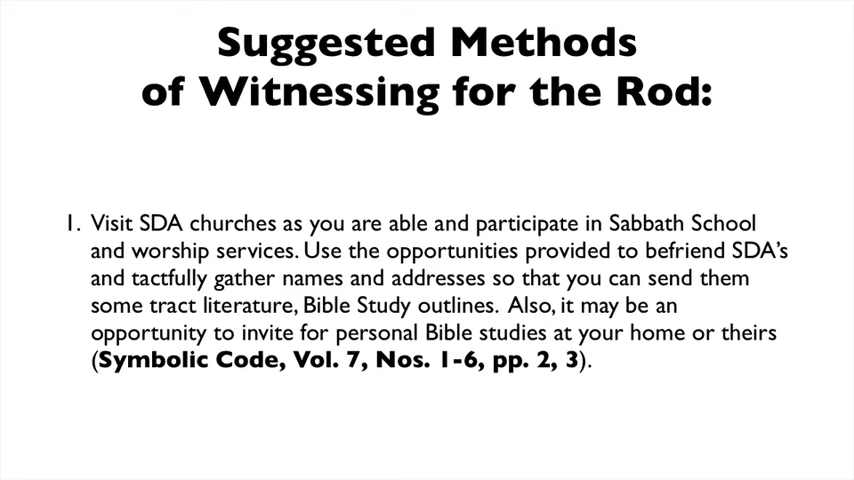 Suggested Methods
of Witnessing for the Rod:
1. Visit SDA churches as you are able and participate in Sabbath School
and worship services. Use the opportunities provided to befriend SDA's
and tactfully gather names and addresses so that you can send them
some tract literature, Bible Study outlines.  Also, it may be an
opportunity to invite for personal Bible studies at your home or theirs
(Symbolic Code, Vol. 7, Nos. 1-6, pp. 2, 3).